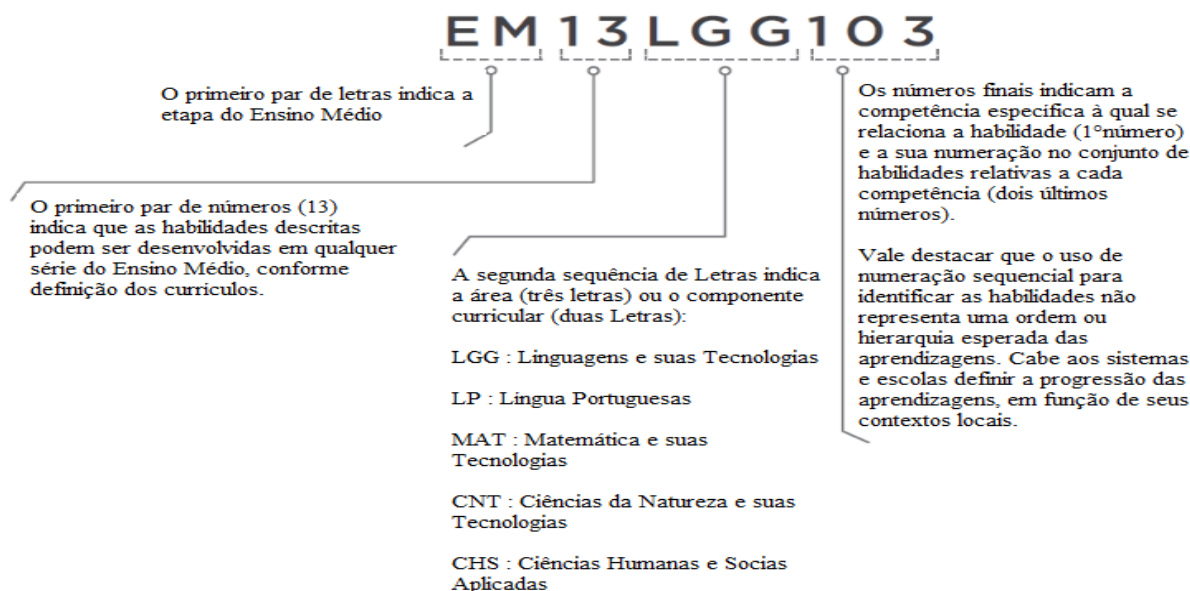 EM13LGG103
O primeiro par de letras indica a
etapa do Ensino Médio
O primeiro par de números (13)
indica que as habilidades descritas
podem ser desenvolvidas em qualquer
série do Ensino Médio, conforme
definição dos currículos.
A segunda sequência de Letras indica
a área (três letras) ou o componente
curricular (duas Letras):
LGG : Linguagens e suas Tecnologias
LP : Lingua Portuguesas
MAT : Matemática e suas
Tecnologias
CNT : Ciências da Natureza e suas
Tecnologias
CHS : Ciências Humanas e Socias
Aplicadas
Os números finais indicam a
competência específica à qual se
relaciona a habilidade (1°número)
e a sua numeração no conjunto de
habilidades relativas a cada
competência (dois últimos
números).
Vale destacar que o uso de
numeração sequencial para
identificar as habilidades não
representa uma ordem ou
hierarquia esperada das
aprendizagens. Cabe aos sistemas
e escolas definir a progressão das
aprendizagens, em função de seus
contextos locais.